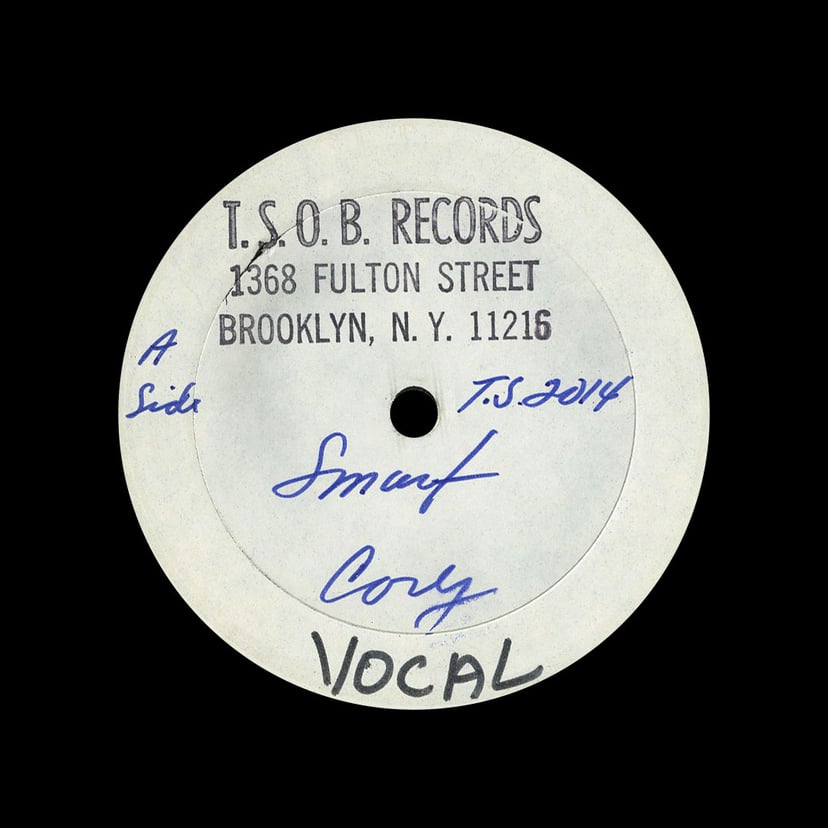 T.S.O.B. RECORDS
1368 FULTON STREET
BROOKLYN, N.Y. 11216
A
Side
T.S.2014
Smurf
Cory
VOCAL